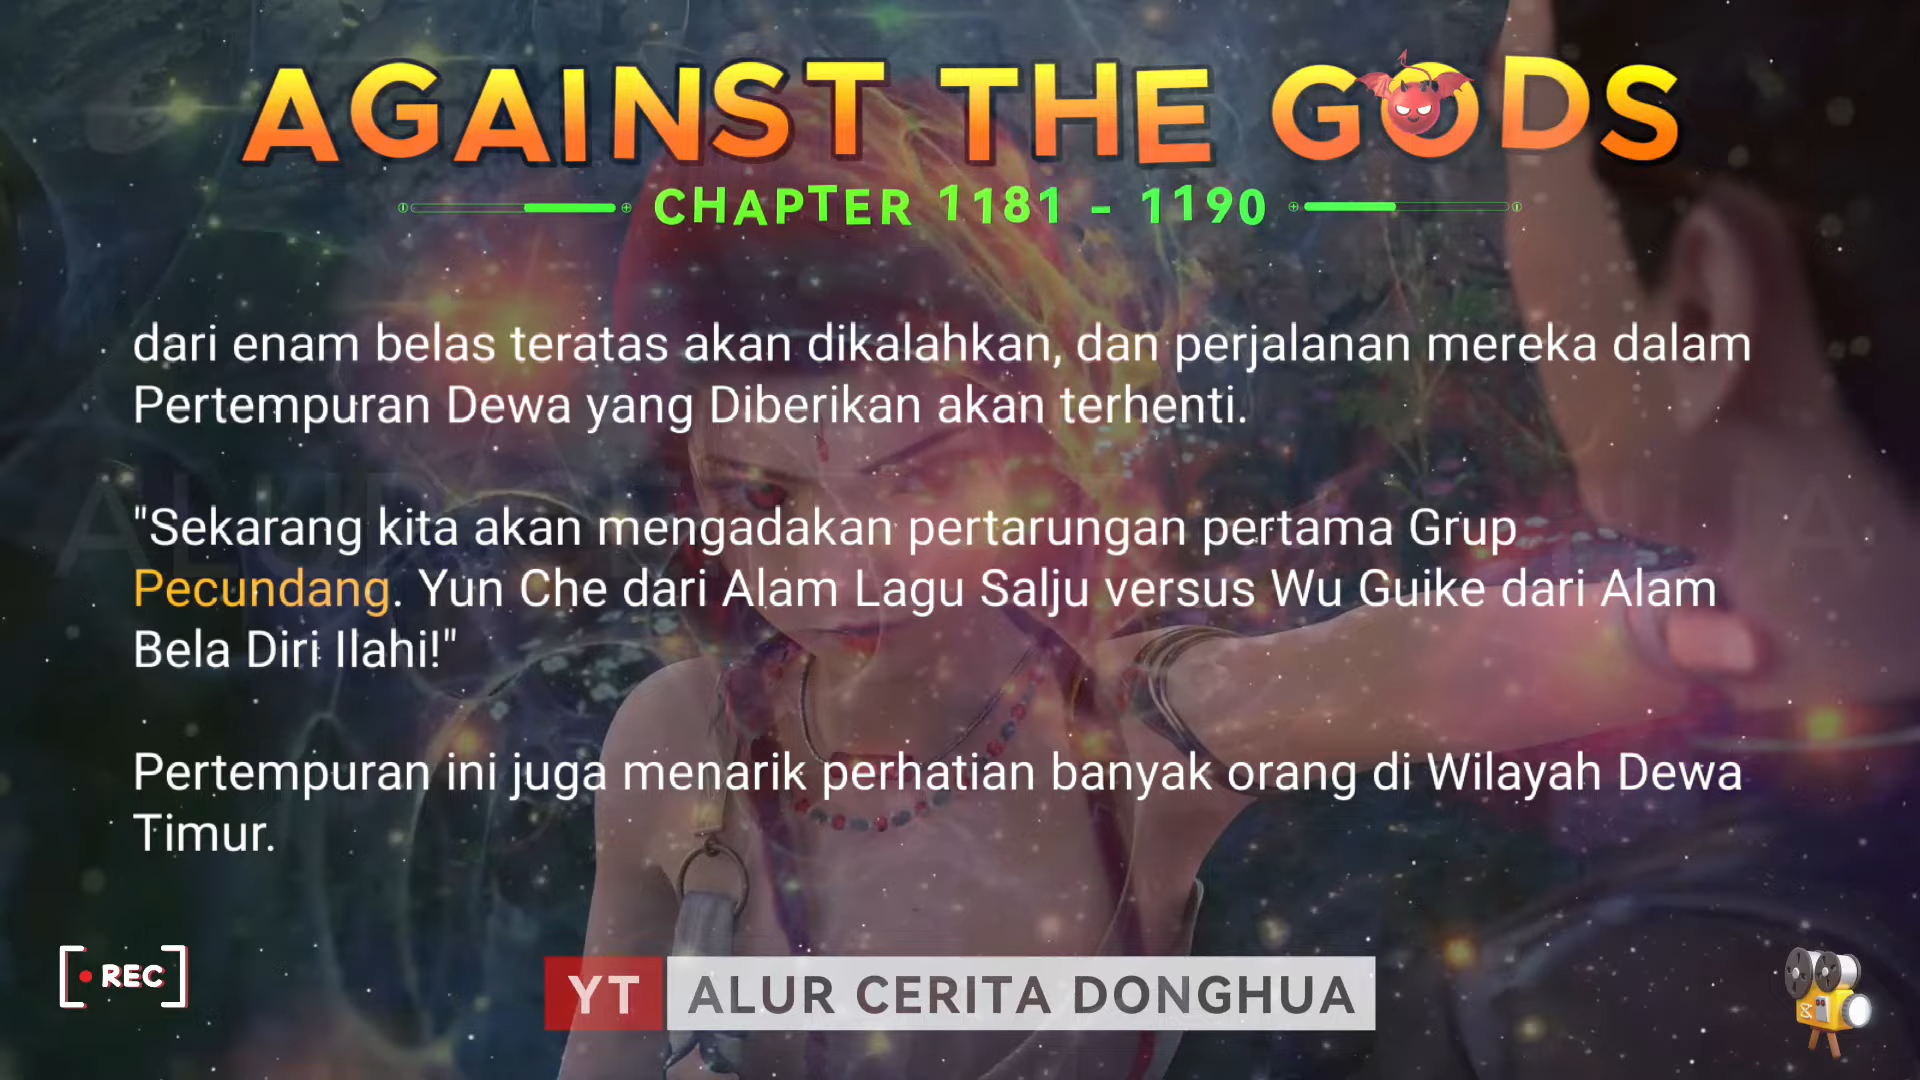 AGAINST THE GODS
CHAPTER 1181 - 1190
dari enam belas teratas akan dikalahkan, dan perjalanan mereka dalam
Pertempuran Dewa yang Diberikan akan terhenti.
"Sekarang kita akan mengadakan pertarungan pertama Grup
Pecundang. Yun Che dari Alam Lagu Salju versus Wu Guike dari Alam
Bela Diri Ilahi!"
Pertempuran ini juga menarik perhatian banyak orang di Wilayah Dewa
Timur.
REC
YT ALUR CERITA DONGHUA